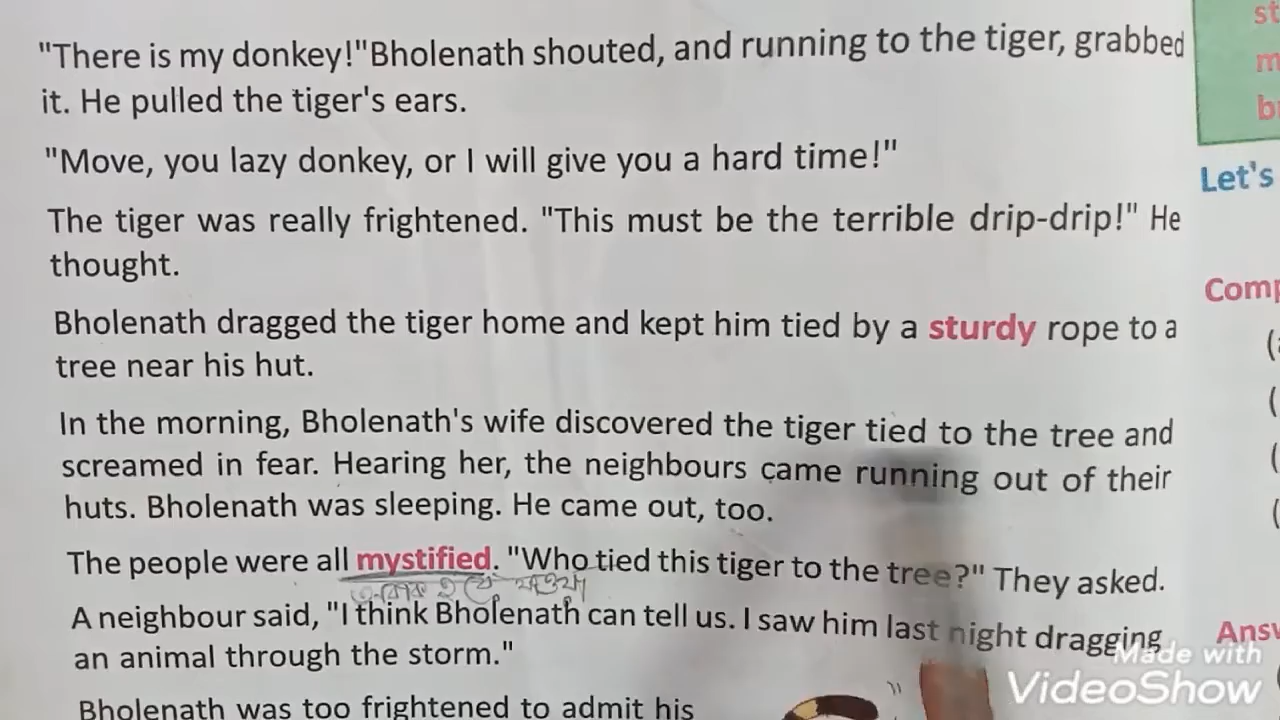 "There is my donkey!"Bholenath shouted, and running to the tiger, grabbed
it. He pulled the tiger's ears.
"Move, you lazy donkey, or I will give you a hard time!"
The tiger was really frightened. "This must be the terrible drip-drip!" He
thought.
Bholenath dragged the tiger home and kept him tied by a sturdy rope to a
tree near his hut.
In the morning, Bholenath's wife discovered the tiger tied to the tree and
screamed in fear. Hearing her, the neighbours came running out of their
huts. Bholenath was sleeping. He came out, too.
The people were all mystified. "Who tied this tiger to the tree?" They asked.
অবাক হয়ে যাওয়া
A neighbour said, "I think Bholenath can tell us. I saw him last night dragging
an animal through the storm."
Bholenath was too frightened to admit his
Let's
Made with
VideoShow